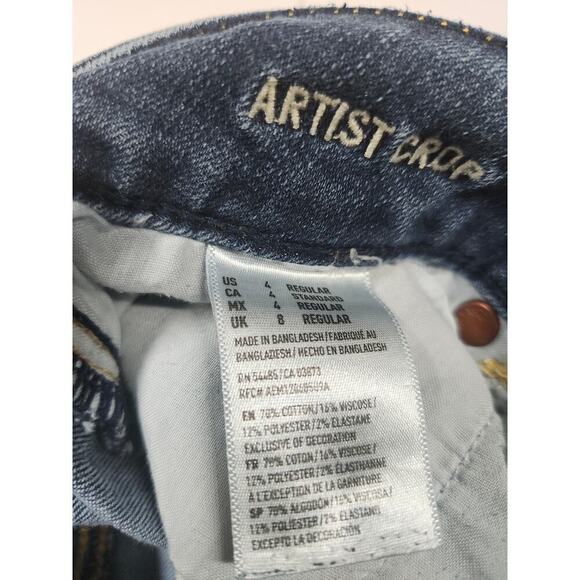 ARTIST CROP
US 4 REGULAR
CA 4 STANDARD
MX 4 REGULAR
UK 8 REGULAR
MADE IN BANGLADESH/FABRIQUÉ AU
BANGLADESH/HECHO EN BANGLADESH
RN 54485/CA 03873
EN 70% COTTON/16% VISCOSE/
12% POLYESTER/2% ELASTANE
EXCLUSIVE OF DECORATION
FR 70% COTON/16% VISCOSE/
12% POLYESTER/2% ÉLASTHANNE
À L'EXCEPTION DE LA GARNITURE
SP 70% ALGODÓN/16% VISCOSA/
12% POLIÉSTER/2% ELASTANO
EXCEPTO LA DECORACIÓN